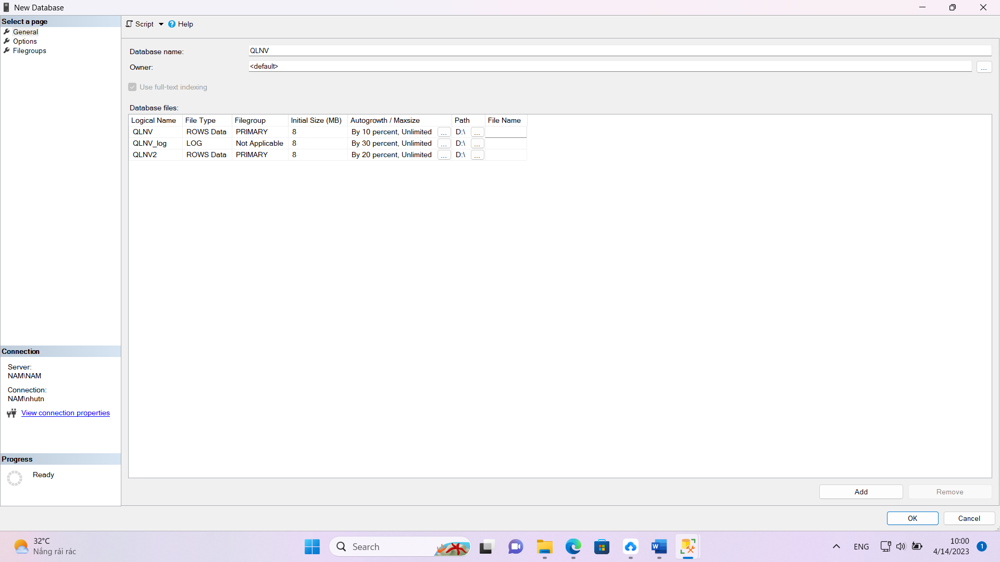 New Database
Select a page
General
Options
Filegroups
Script Help
Database name: QLNV
Owner: <default> ...
Use full-text indexing
Database files:
Logical Name File Type Filegroup Initial Size (MB) Autogrowth / Maxsize Path File Name
QLNV ROWS Data PRIMARY 8 By 10 percent, Unlimited ... D:\ ...
QLNV_log LOG Not Applicable 8 By 30 percent, Unlimited ... D:\ ...
QLNV2 ROWS Data PRIMARY 8 By 20 percent, Unlimited ... D:\ ...
Connection
Server:
NAM\NAM
Connection:
NAM\nhutn
View connection properties
Progress
Ready
Add Remove
OK Cancel
32°C
Nắng rải rác
Search
ENG
10:00
4/14/2023
1